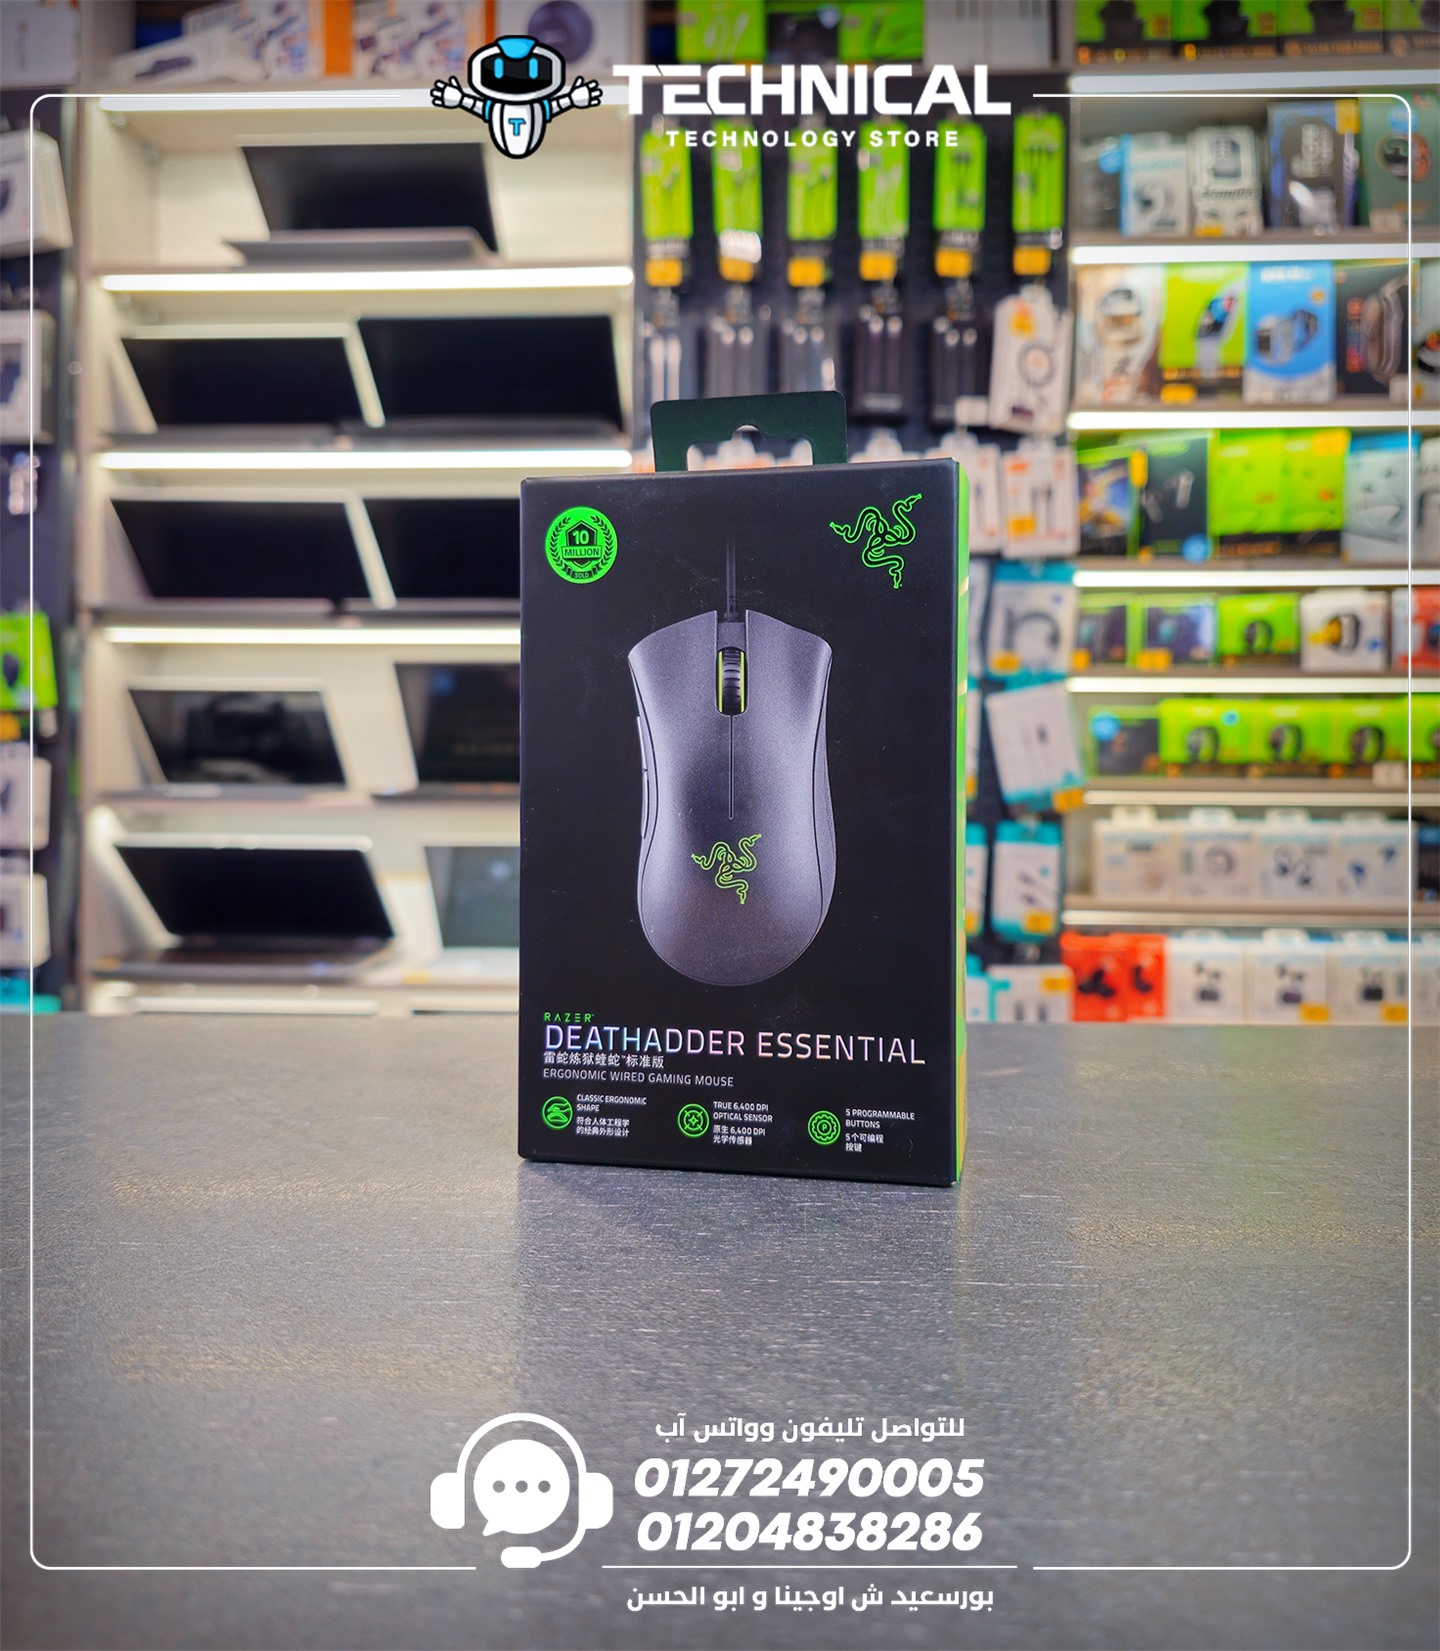 TECHNICAL
TECHNOLOGY STORE
10
MILLION
SOLD
RAZER
DEATHADDER ESSENTIAL
雷蛇炼狱蝰蛇™标准版
ERGONOMIC WIRED GAMING MOUSE
CLASSIC ERGONOMIC
SHAPE
符合人体工程学
的经典外形设计
TRUE 6,400 DPI
OPTICAL SENSOR
原生 6,400 DPI
光学传感器
5 PROGRAMMABLE
BUTTONS
5 个可编程
按键
للتواصل تليفون وواتس آب
01272490005
01204838286
بورسعيد ش اوجينا و ابو الحسن